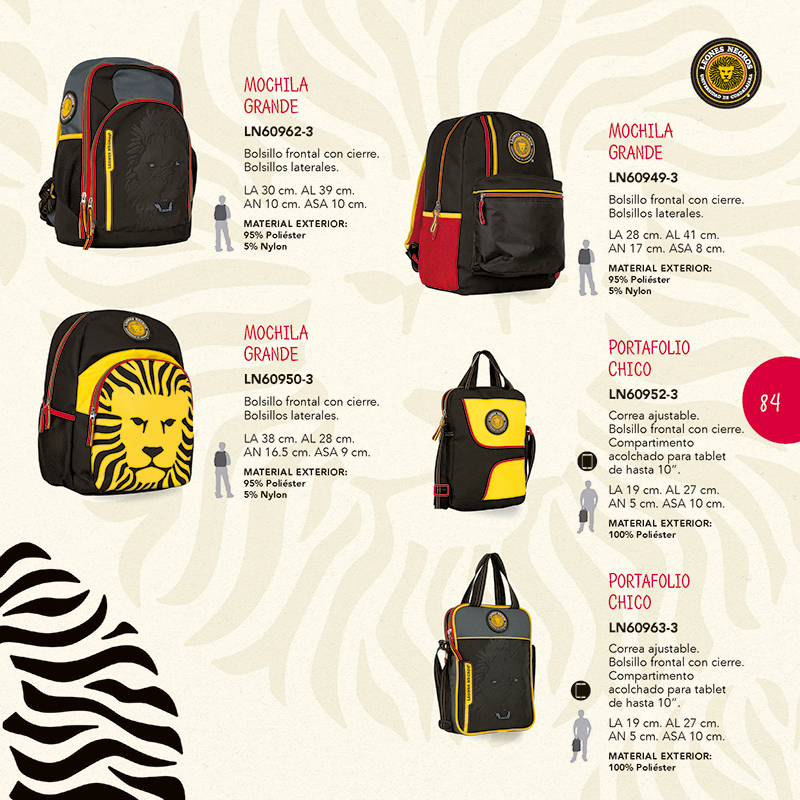 MOCHILA
GRANDE
LN60962-3
Bolsillo frontal con cierre.
Bolsillos laterales.
LA 30 cm. AL 39 cm.
AN 10 cm. ASA 10 cm.
MATERIAL EXTERIOR:
95% Poliéster
5% Nylon
MOCHILA
GRANDE
LN60950-3
Bolsillo frontal con cierre.
Bolsillos laterales.
LA 38 cm. AL 28 cm.
AN 16.5 cm. ASA 9 cm.
MATERIAL EXTERIOR:
95% Poliéster
5% Nylon
LEONES NEGROS
UNIVERSIDAD DE GUADALAJARA
MOCHILA
GRANDE
LN60949-3
Bolsillo frontal con cierre.
Bolsillos laterales.
LA 28 cm. AL 41 cm.
AN 17 cm. ASA 8 cm.
MATERIAL EXTERIOR:
95% Poliéster
5% Nylon
PORTAFOLIO
CHICO
LN60952-3
Correa ajustable.
Bolsillo frontal con cierre.
Compartimento
acolchado para tablet
de hasta 10”.
LA 19 cm. AL 27 cm.
AN 5 cm. ASA 10 cm.
MATERIAL EXTERIOR:
100% Poliéster
84
PORTAFOLIO
CHICO
LN60963-3
Correa ajustable.
Bolsillo frontal con cierre.
Compartimento
acolchado para tablet
de hasta 10”.
LA 19 cm. AL 27 cm.
AN 5 cm. ASA 10 cm.
MATERIAL EXTERIOR:
100% Poliéster